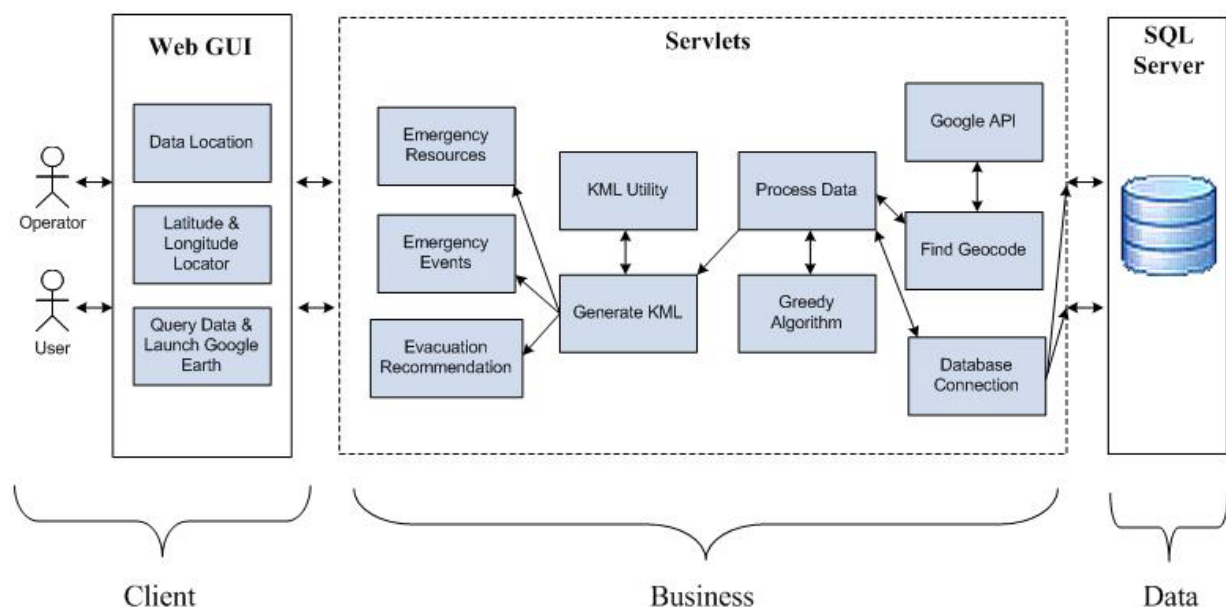 Web GUI
Servlets
SQL
Server
Operator
User
Data Location
Latitude &
Longitude
Locator
Query Data &
Launch Google
Earth
Emergency
Resources
Emergency
Events
Evacuation
Recommendation
KML Utility
Generate KML
Process Data
Greedy
Algorithm
Google API
Find Geocode
Database
Connection
Client
Business
Data